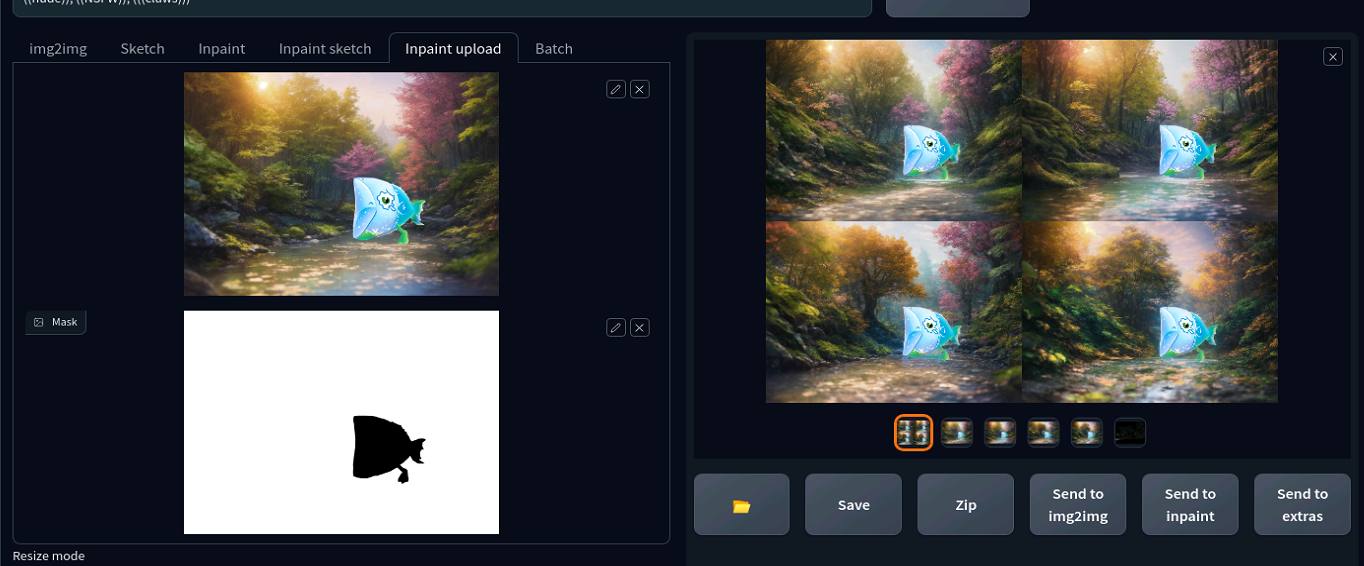 img2img
Sketch
Inpaint
Inpaint sketch
Inpaint upload
Batch
Mask
Resize mode
Save
Zip
Send to
img2img
Send to
inpaint
Send to
extras